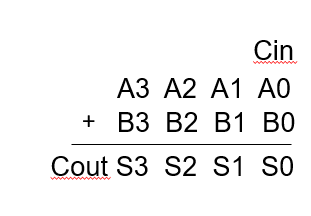 Cin
A3 A2 A1 A0
+ B3 B2 B1 B0
Cout S3 S2 S1 S0